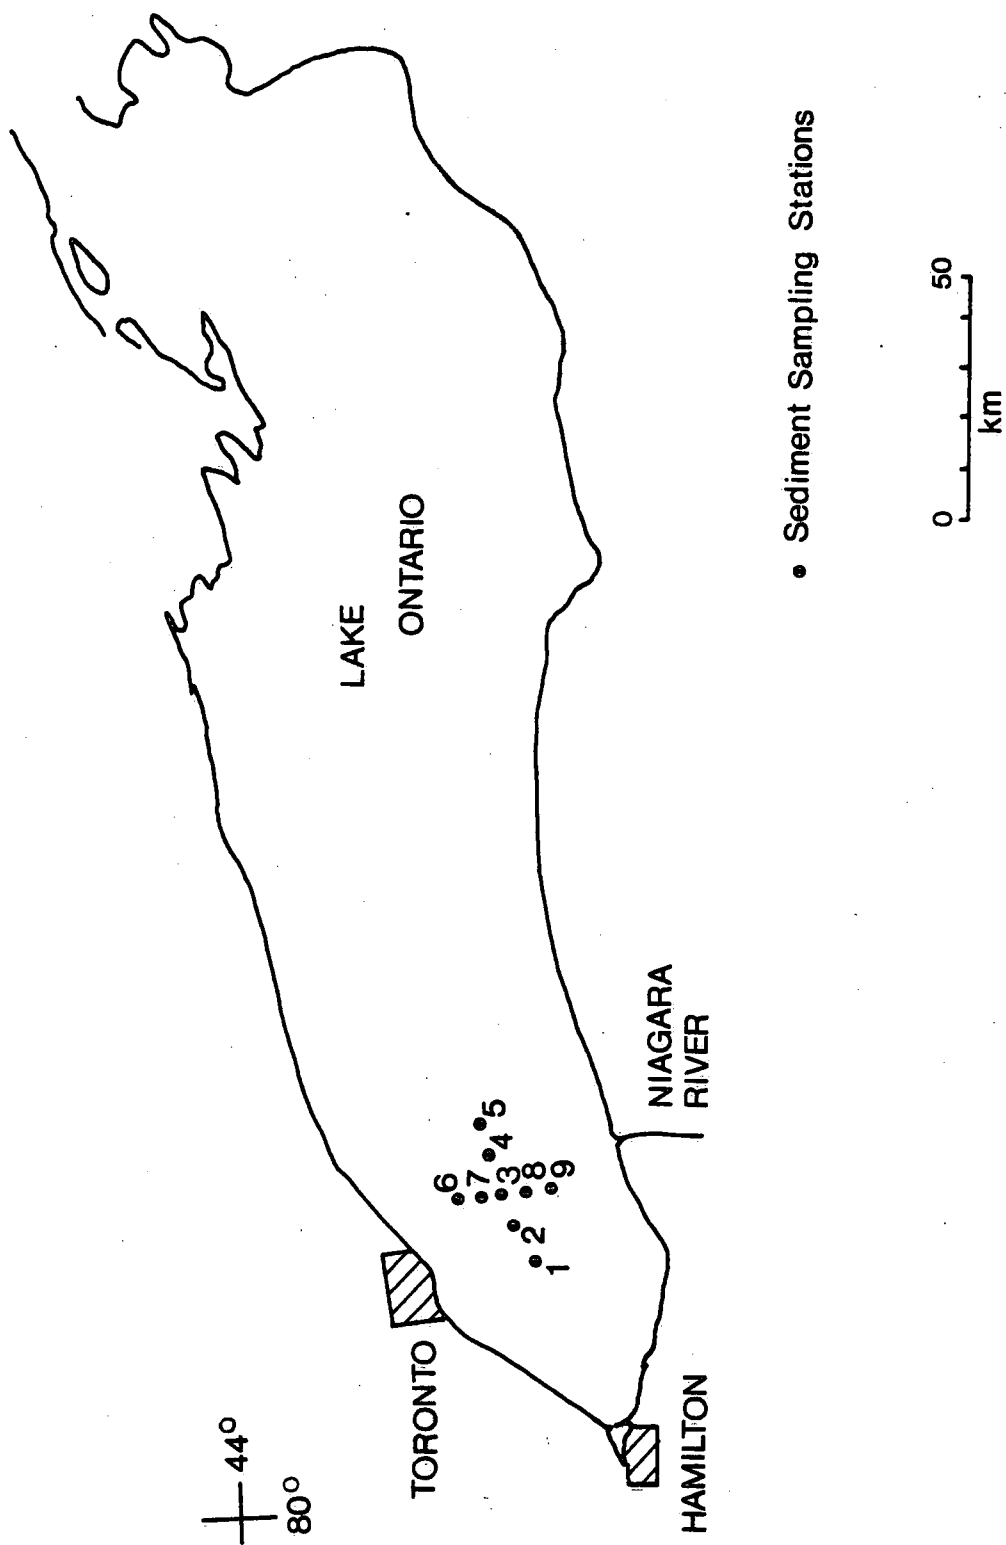 44°
80°
TORONTO
HAMILTON
LAKE
ONTARIO
NIAGARA
RIVER
6
7
3
8
9
4
5
2
1
Sediment Sampling Stations
0 50
km